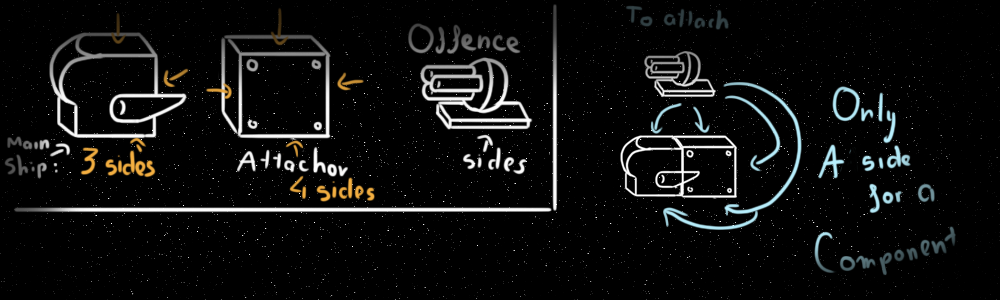 Main
Ship:
3 sides
Attachor
4 sides
Offence
sides
To attach
Only
A side
for a
Component